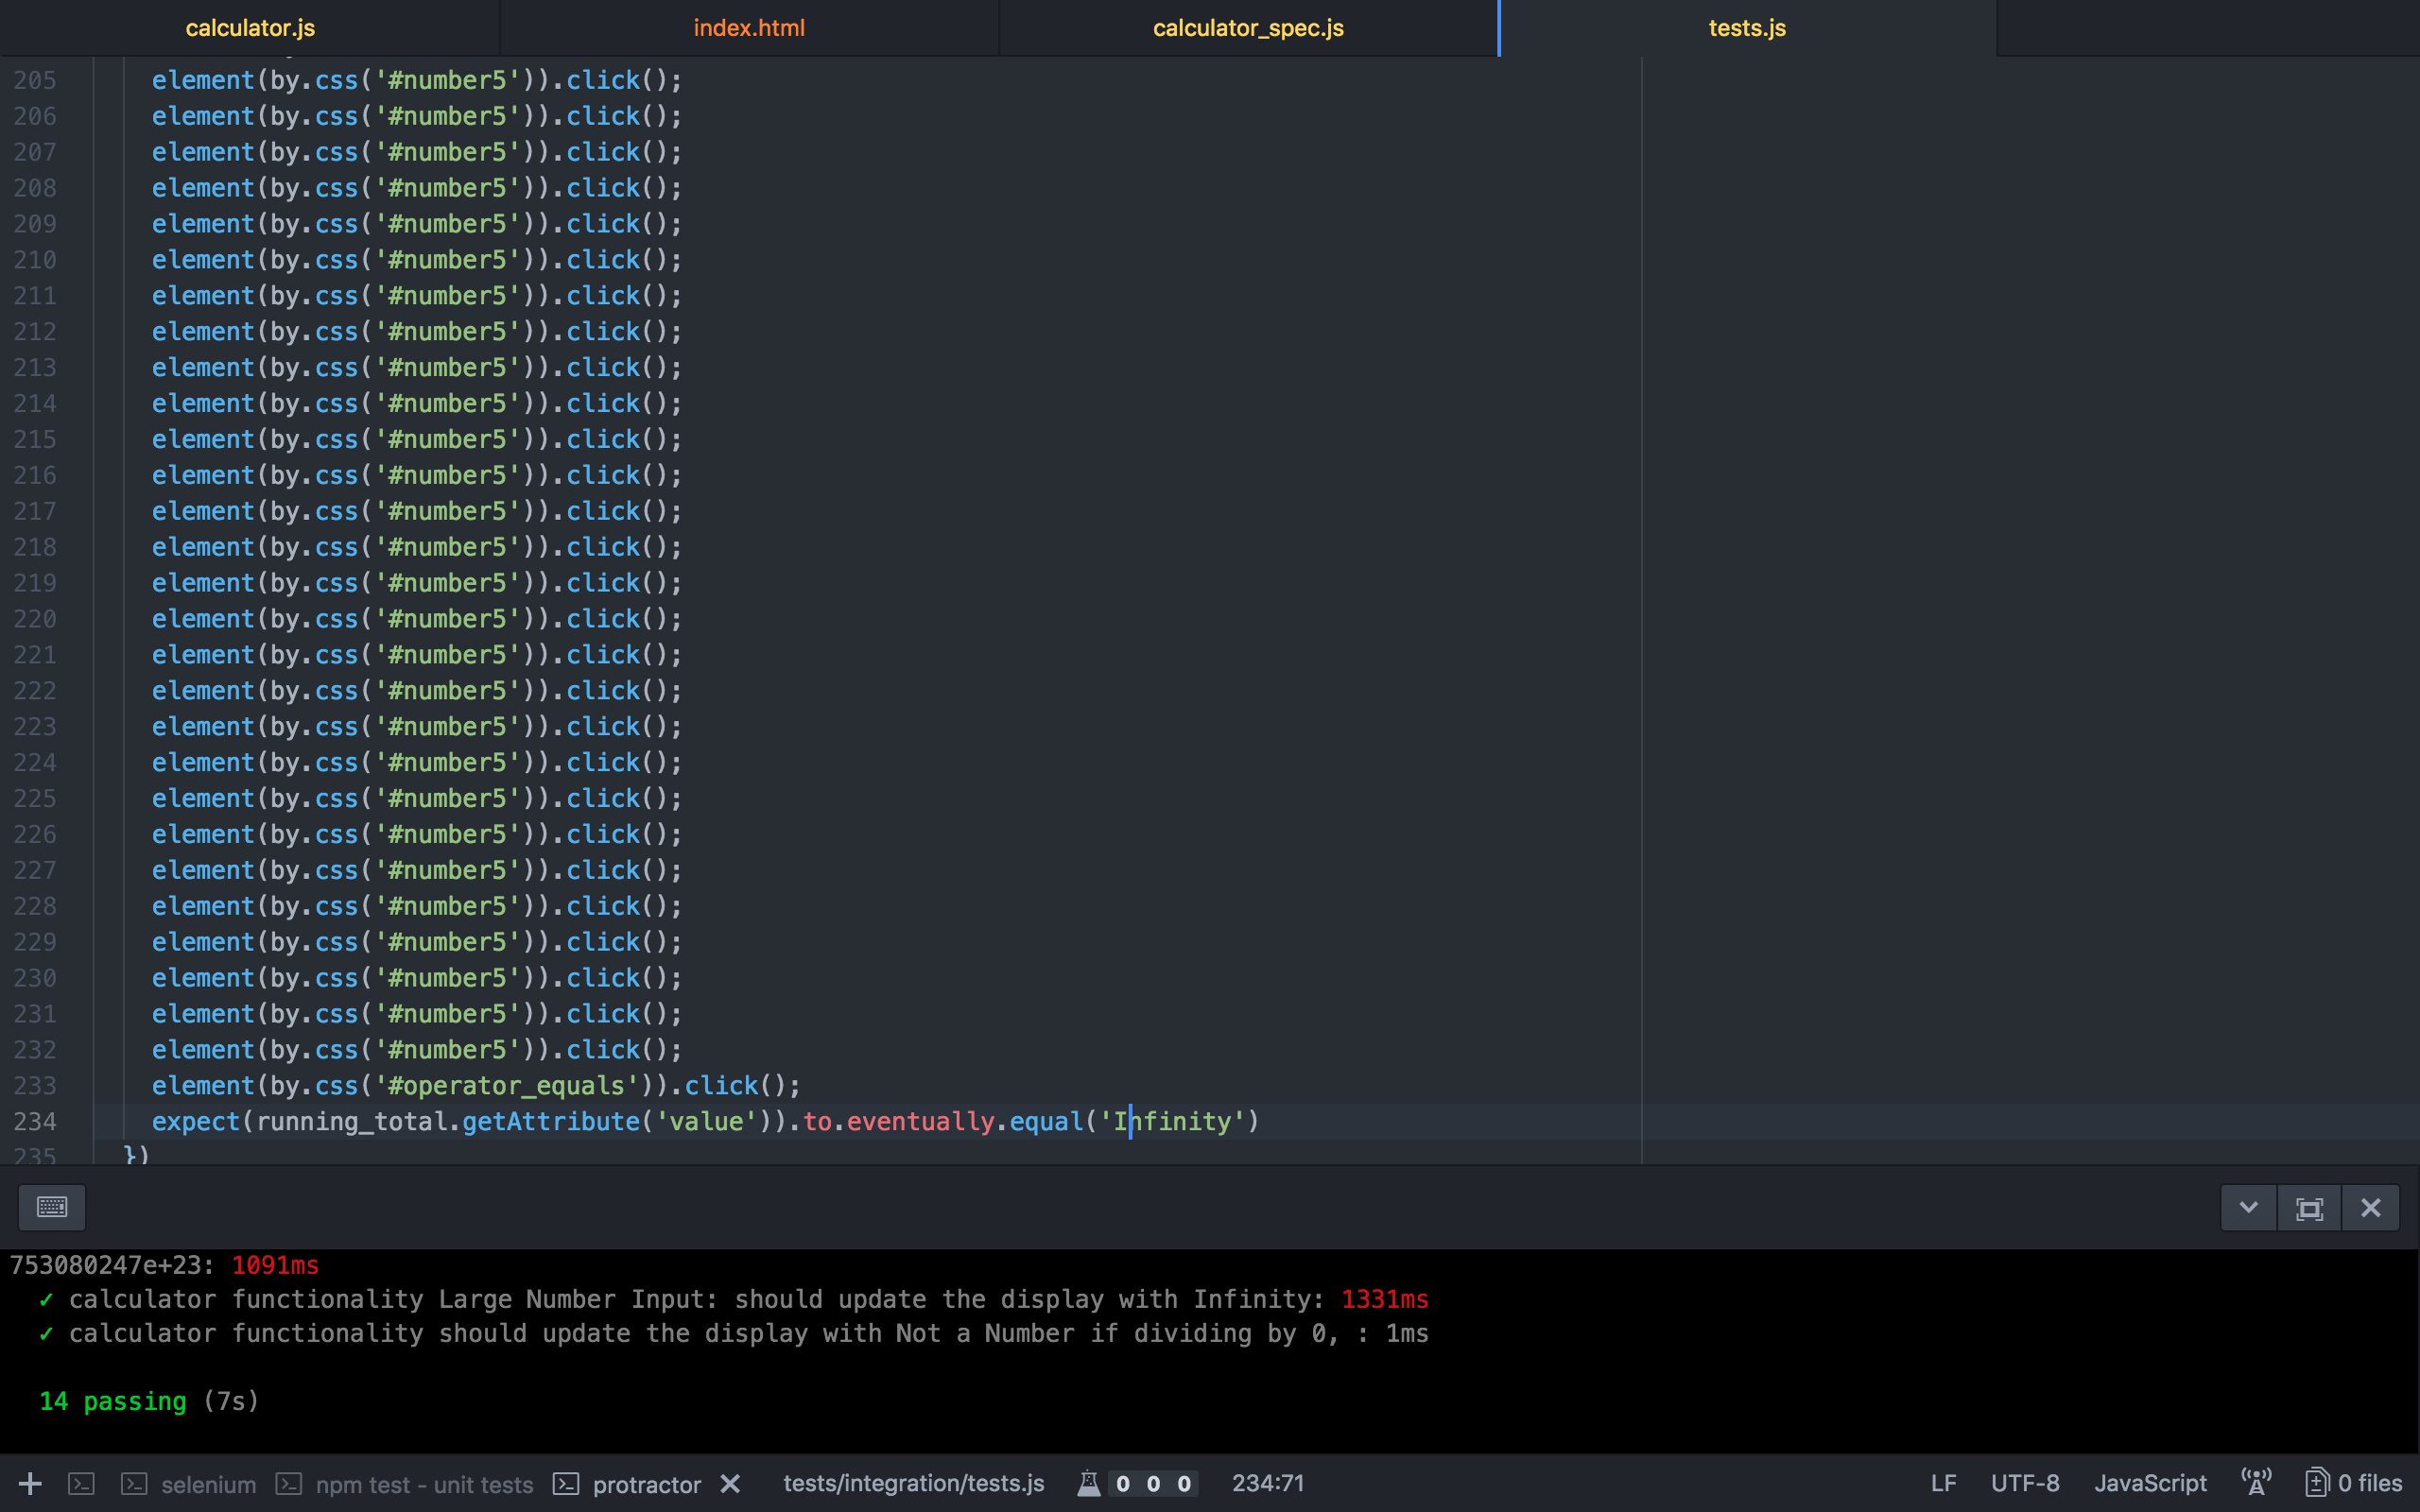 calculator.js index.html calculator_spec.js tests.js
205 element(by.css('#number5')).click();
206 element(by.css('#number5')).click();
207 element(by.css('#number5')).click();
208 element(by.css('#number5')).click();
209 element(by.css('#number5')).click();
210 element(by.css('#number5')).click();
211 element(by.css('#number5')).click();
212 element(by.css('#number5')).click();
213 element(by.css('#number5')).click();
214 element(by.css('#number5')).click();
215 element(by.css('#number5')).click();
216 element(by.css('#number5')).click();
217 element(by.css('#number5')).click();
218 element(by.css('#number5')).click();
219 element(by.css('#number5')).click();
220 element(by.css('#number5')).click();
221 element(by.css('#number5')).click();
222 element(by.css('#number5')).click();
223 element(by.css('#number5')).click();
224 element(by.css('#number5')).click();
225 element(by.css('#number5')).click();
226 element(by.css('#number5')).click();
227 element(by.css('#number5')).click();
228 element(by.css('#number5')).click();
229 element(by.css('#number5')).click();
230 element(by.css('#number5')).click();
231 element(by.css('#number5')).click();
232 element(by.css('#number5')).click();
233 element(by.css('#operator_equals')).click();
234 expect(running_total.getAttribute('value')).to.eventually.equal('Infinity')
235 })
753080247e+23: 1091ms
✓ calculator functionality Large Number Input: should update the display with Infinity: 1331ms
✓ calculator functionality should update the display with Not a Number if dividing by 0, : 1ms
14 passing (7s)
selenium npm test - unit tests protractor tests/integration/tests.js 0 0 0 234:71 LF UTF-8 JavaScript 0 files